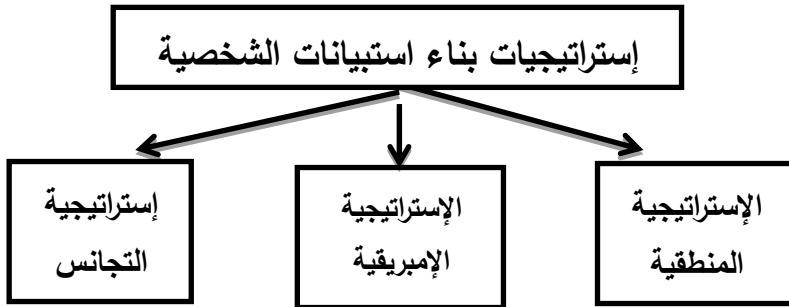 إستراتيجيات بناء استبيانات الشخصية
الإستراتيجية
المنطقية
الإستراتيجية
الإمبريقية
إستراتيجية
التجانس